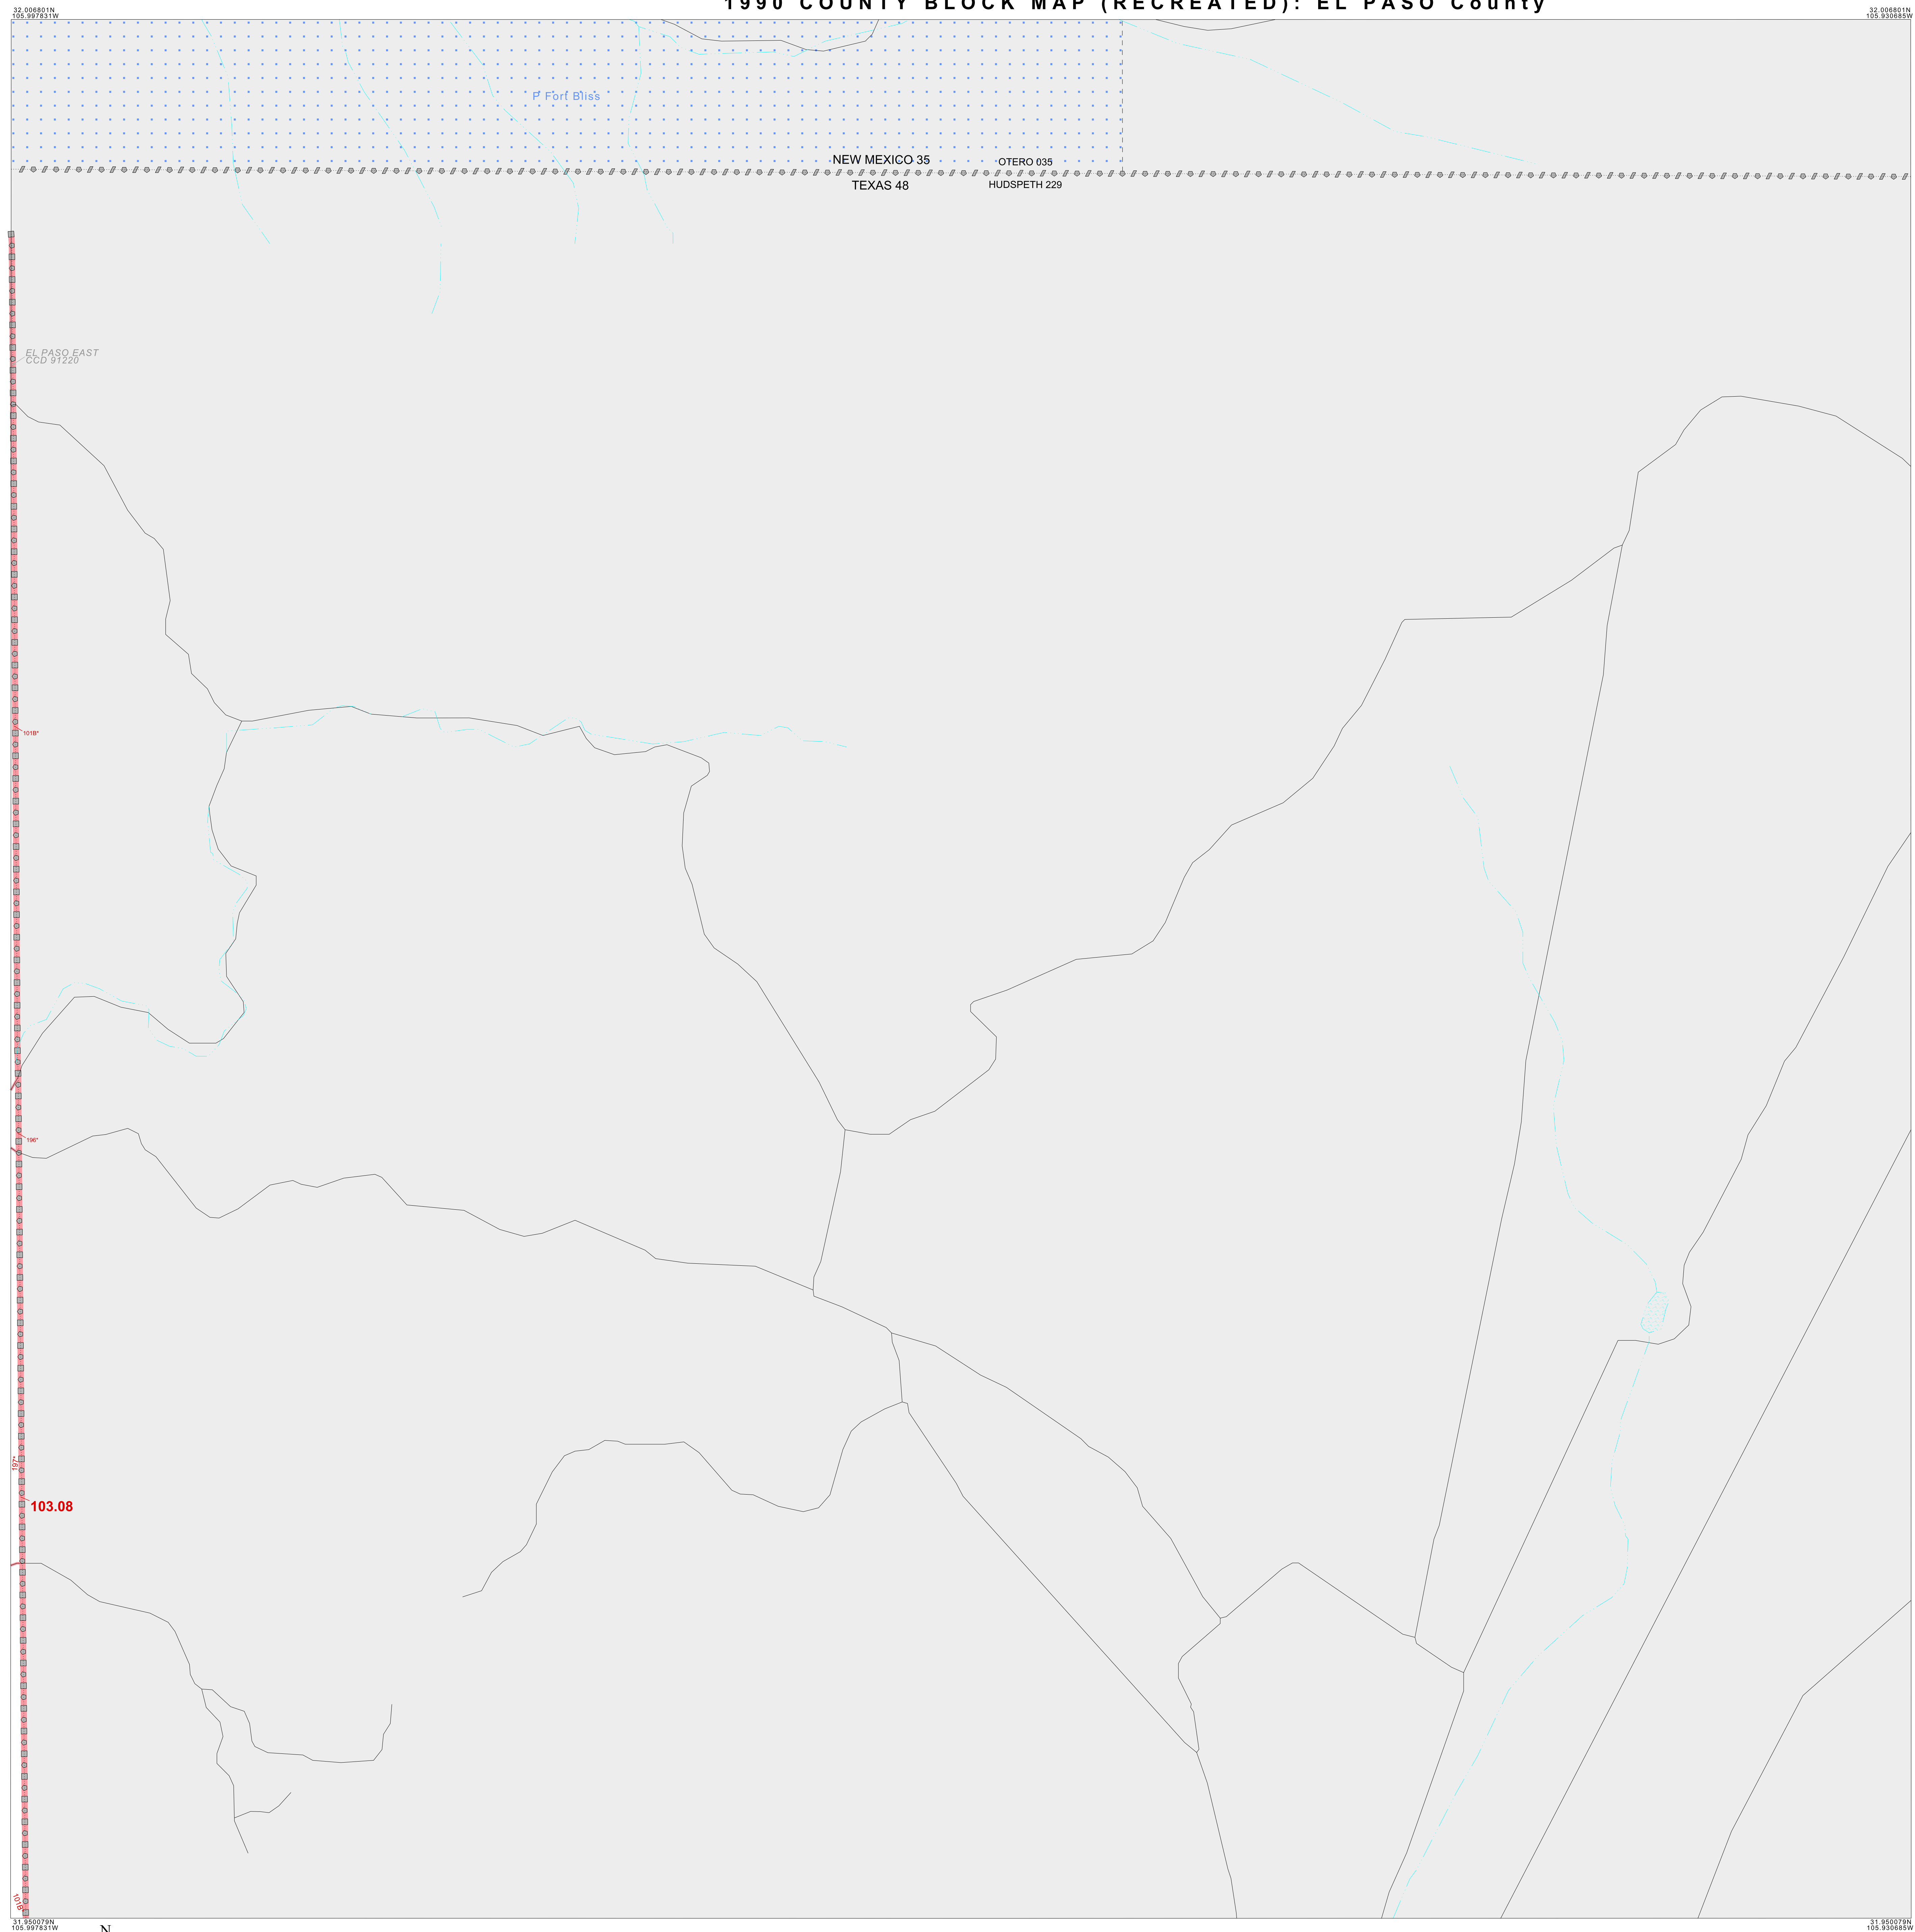 1990 COUNTY BLOCK MAP (RECREATED): EL PASO County
32.006801N
105.997831W
32.006801N
105.930685W
P Fort Bliss
NEW MEXICO 35
OTERO 035
TEXAS 48
HUDSPETH 229
EL PASO EAST
CCD 91220
101B*
196*
197*
103.08
101B
31.950079N
105.997831W
N
31.950079N
105.930685W